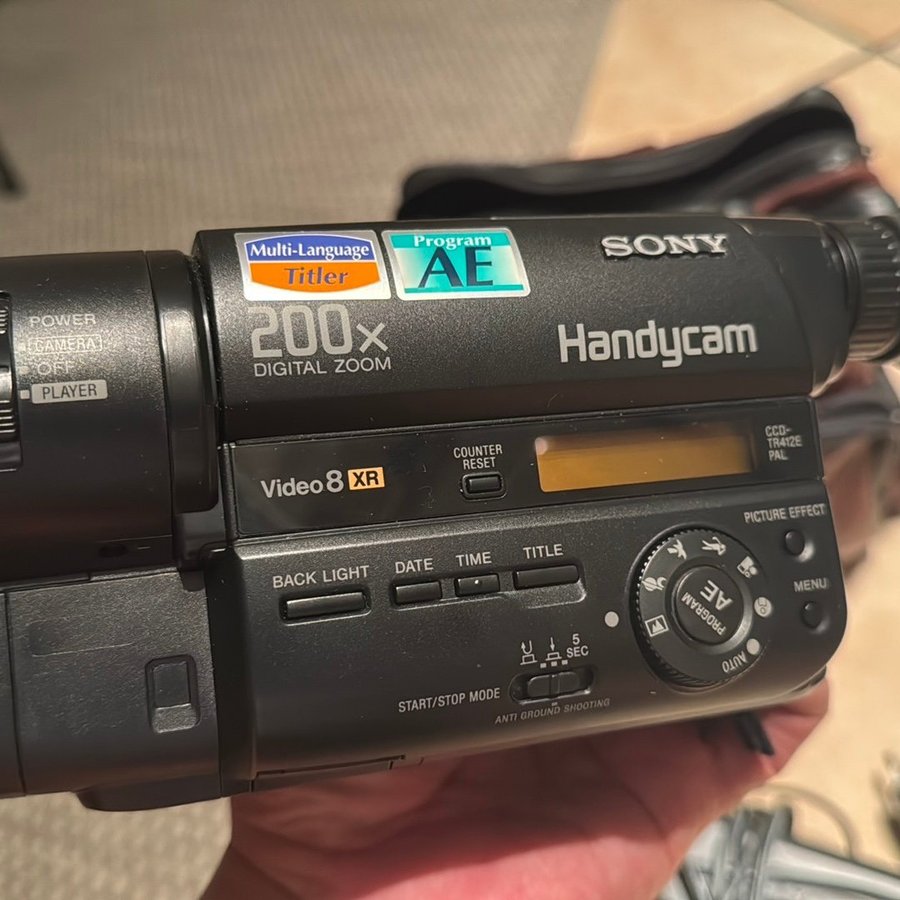 Multi-Language
Titler
Program
AE
SONY
200x
DIGITAL ZOOM
Handycam
POWER
CAMERA
OFF
PLAYER
Video8 XR
COUNTER
RESET
CCD-
TR412E
PAL
PICTURE EFFECT
BACK LIGHT
DATE
TIME
TITLE
MENU
PROGRAM
AE
AUTO
5
SEC
START/STOP MODE
ANTI GROUND SHOOTING